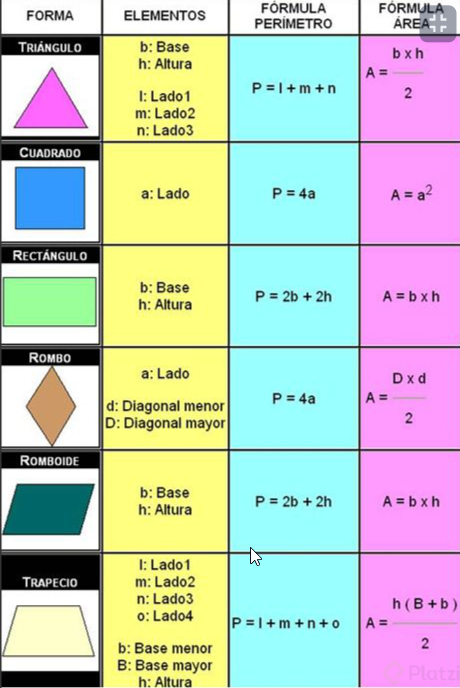 FORMA
ELEMENTOS
FÓRMULA
PERÍMETRO
FÓRMULA
ÁREA
TRIÁNGULO
b: Base
h: Altura
l: Lado1
m: Lado2
n: Lado3
P = l + m + n
A =
b x h
2
CUADRADO
a: Lado
P = 4a
A = a²
RECTÁNGULO
b: Base
h: Altura
P = 2b + 2h
A = b x h
ROMBO
a: Lado
d: Diagonal menor
D: Diagonal mayor
P = 4a
A =
D x d
2
ROMBOIDE
b: Base
h: Altura
P = 2b + 2h
A = b x h
TRAPECIO
l: Lado1
m: Lado2
n: Lado3
o: Lado4
b: Base menor
B: Base mayor
h: Altura
P = l + m + n + o
A =
h ( B + b )
2
Platzi